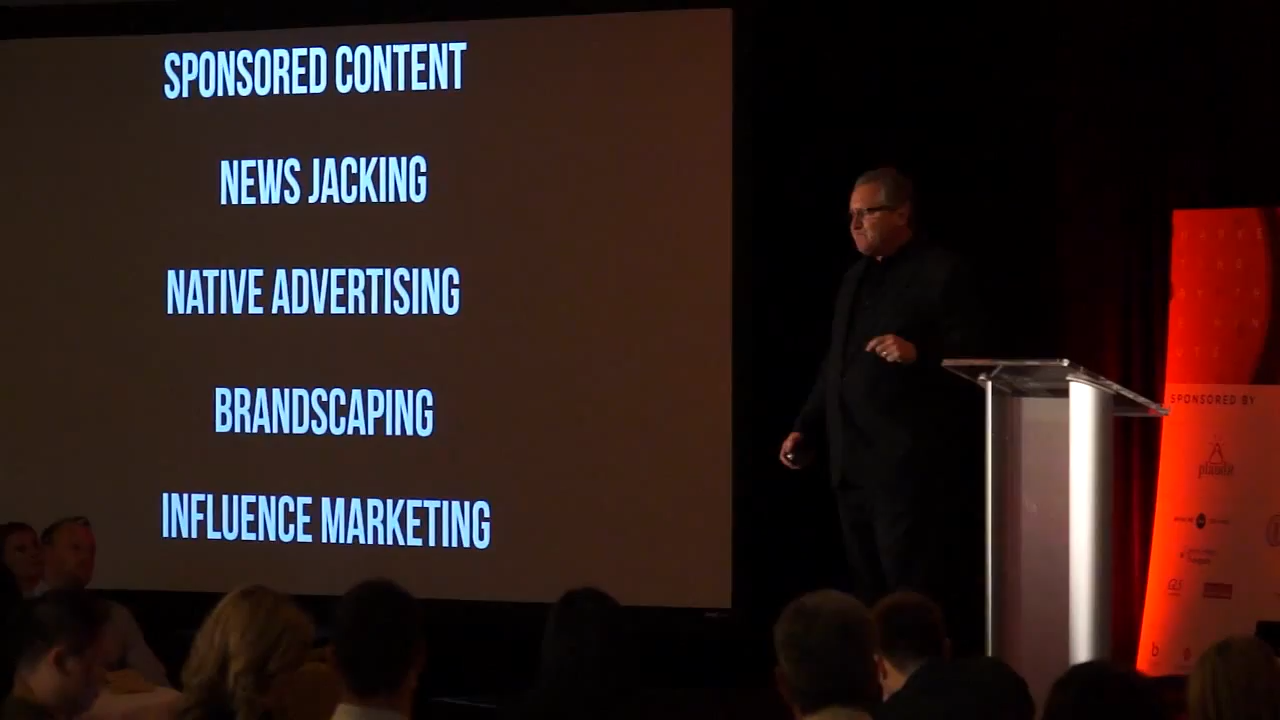 SPONSORED CONTENT
NEWS JACKING
NATIVE ADVERTISING
BRANDSCAPING
INFLUENCE MARKETING
SPONSORED BY